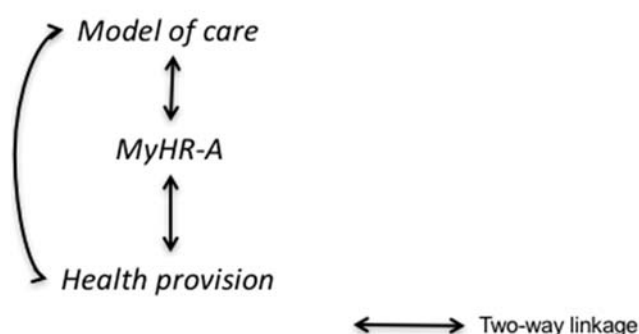 Model of care
MyHR-A
Health provision
Two-way linkage